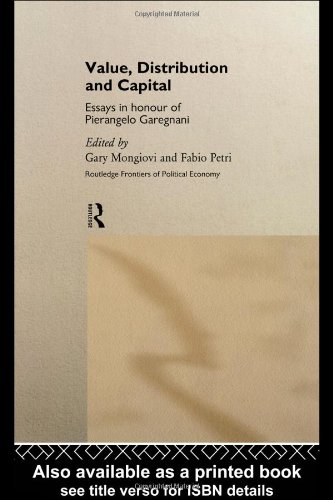 Value, Distribution
and Capital
Essays in honour of
Pierangelo Garegnani
Edited by
Gary Mongiovi and Fabio Petri
Routledge Frontiers of Political Economy
ROUTLEDGE
R
Also available as a printed book
see title verso for ISBN details